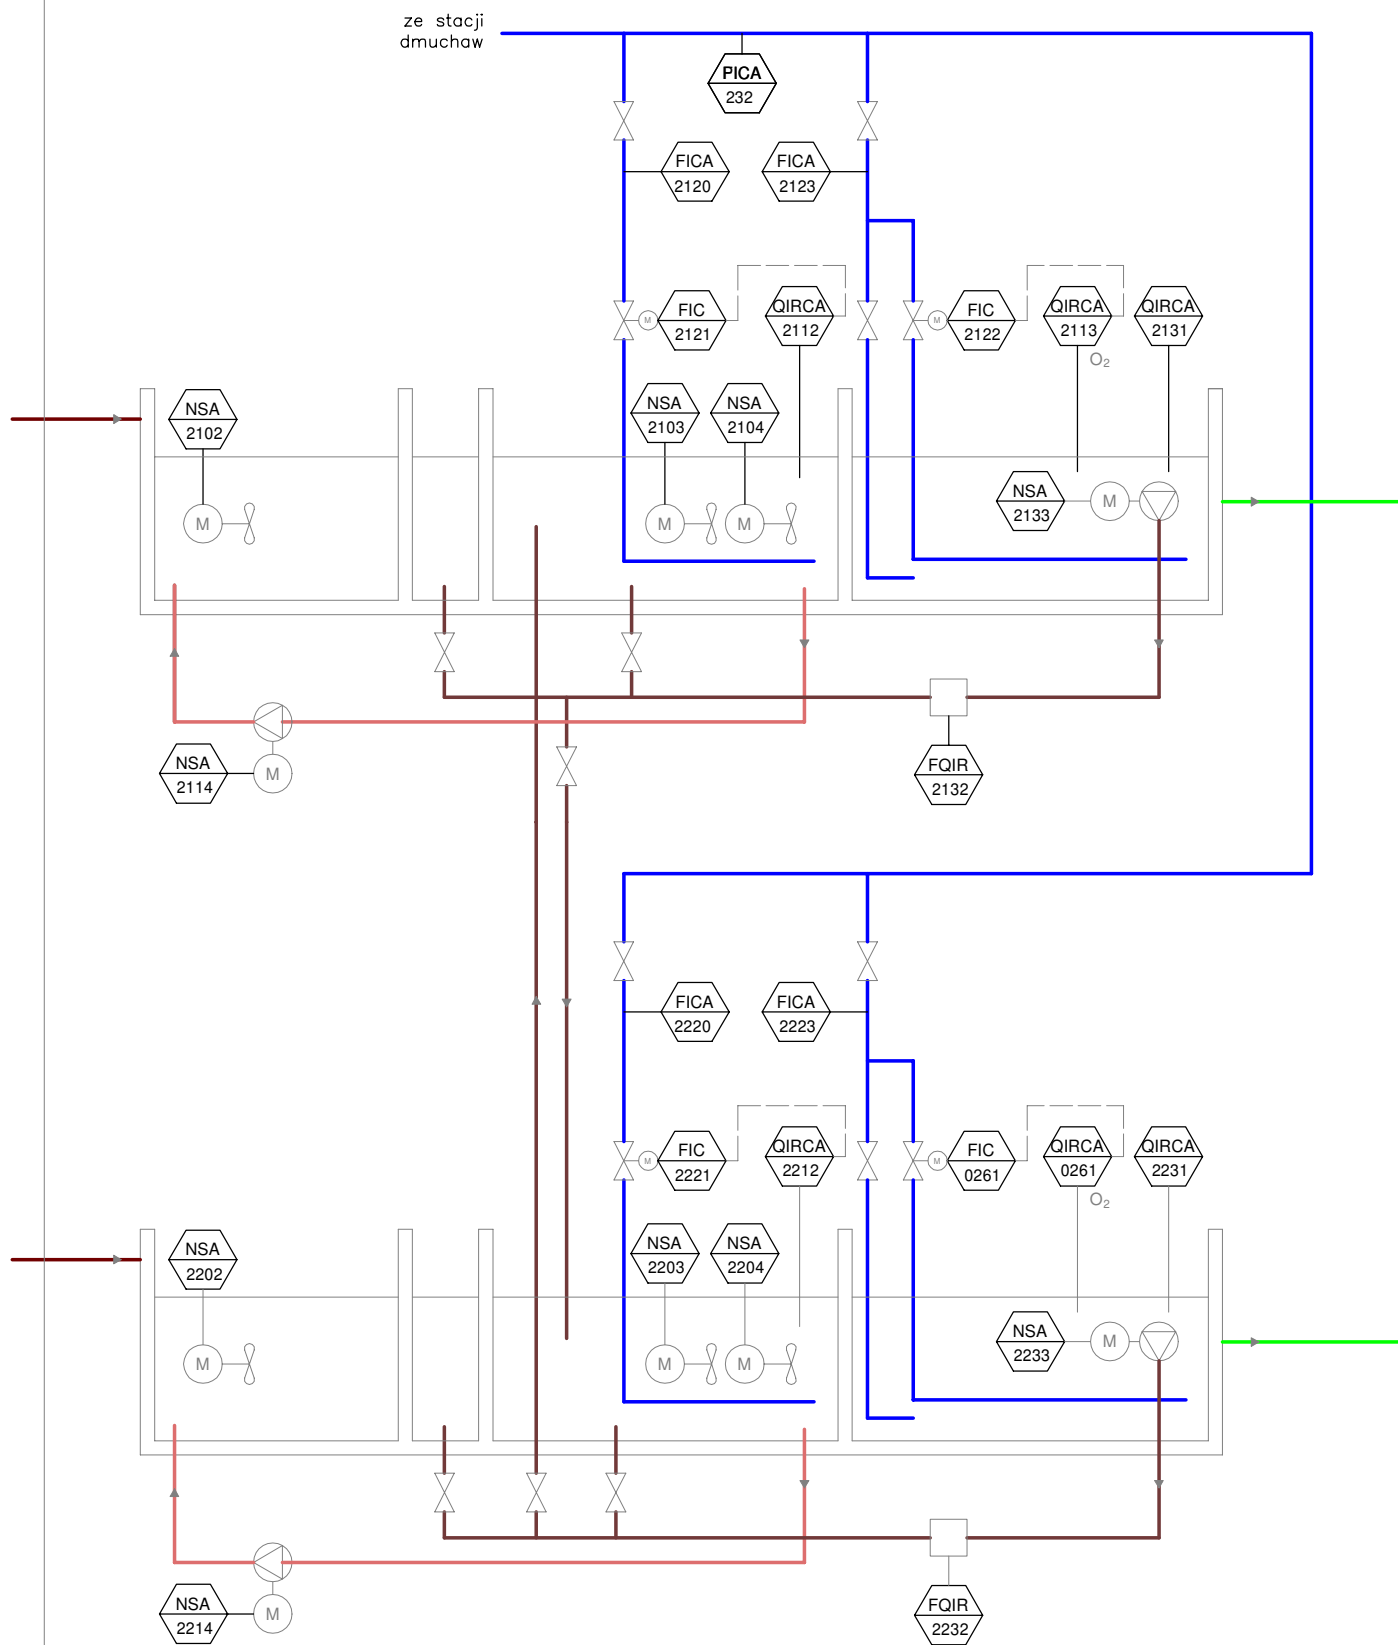 ze stacji
dmuchaw
PICA
232
FICA
2120
FICA
2123
M
FIC
2121
QIRCA
2112
M
FIC
2122
QIRCA
2113
QIRCA
2131
O₂
NSA
2102
NSA
2103
NSA
2104
M
M
M
NSA
2133
M
NSA
2114
M
FQIR
2132
FICA
2220
FICA
2223
M
FIC
2221
QIRCA
2212
M
FIC
0261
QIRCA
0261
QIRCA
2231
O₂
NSA
2202
NSA
2203
NSA
2204
M
M
M
NSA
2233
M
NSA
2214
M
FQIR
2232